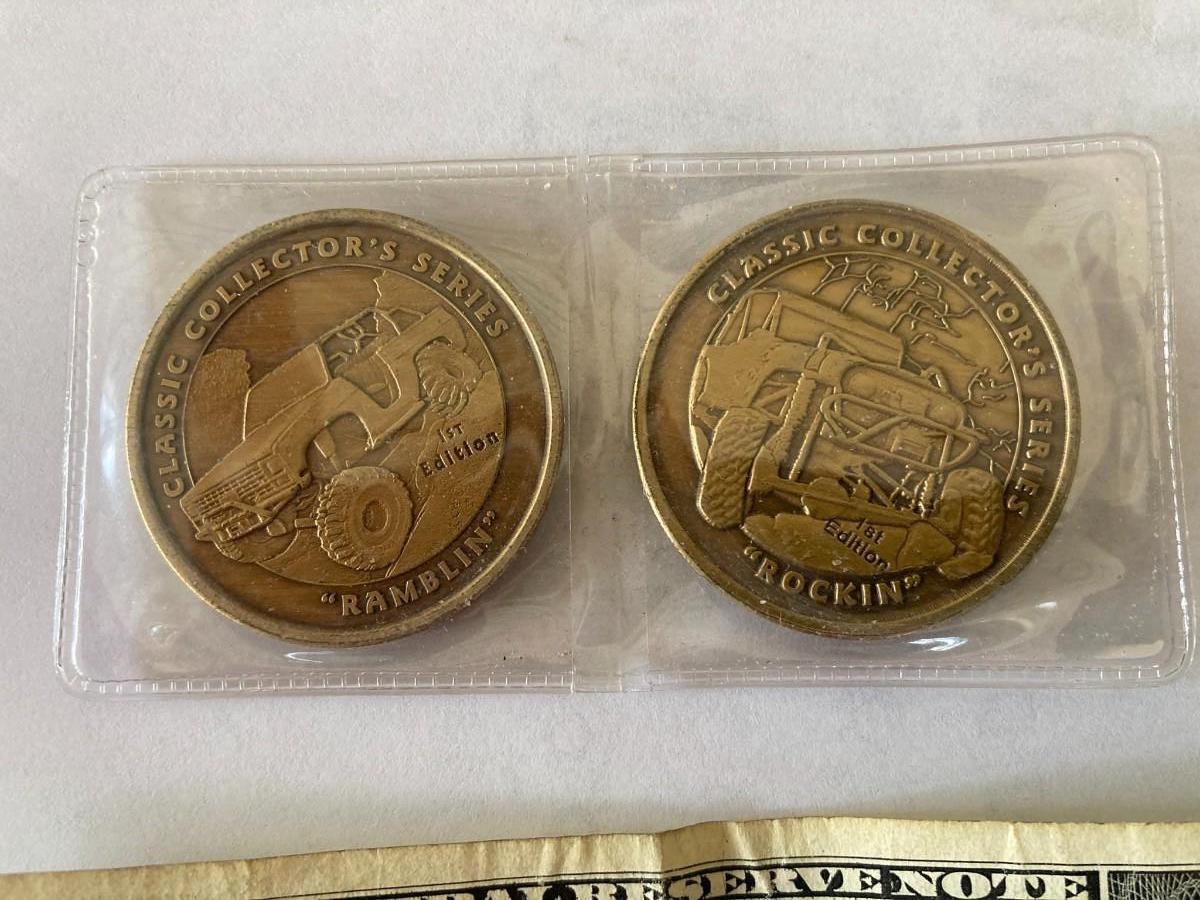 CLASSIC COLLECTOR'S SERIES
1ST
Edition
"RAMBLIN"
CLASSIC COLLECTOR'S SERIES
1st
Edition
"ROCKIN"
RESERVE NOTE